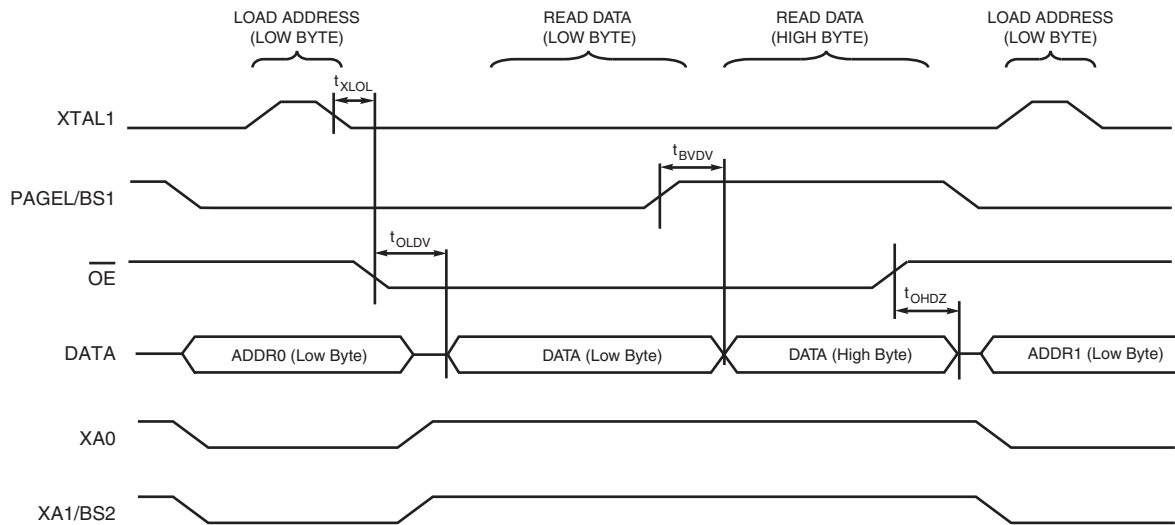 LOAD ADDRESS
(LOW BYTE)
READ DATA
(LOW BYTE)
READ DATA
(HIGH BYTE)
LOAD ADDRESS
(LOW BYTE)
tXLOL
XTAL1
tBVDV
PAGEL/BS1
tOLDV
OE
tOHDZ
DATA
ADDR0 (Low Byte)
DATA (Low Byte)
DATA (High Byte)
ADDR1 (Low Byte)
XA0
XA1/BS2